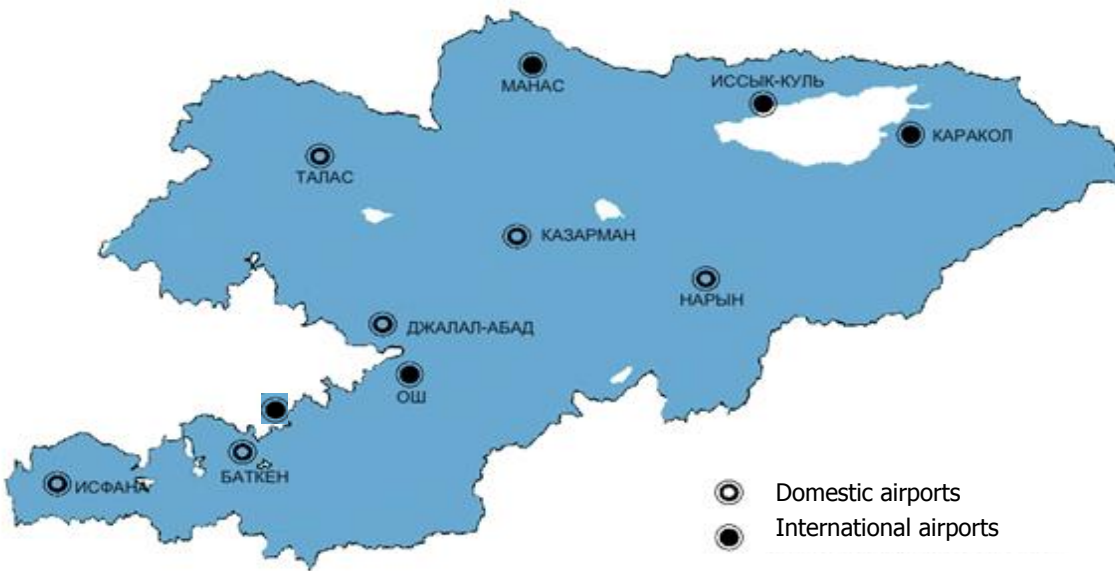 МАНАС
ИССЫК-КУЛЬ
КАРАКОЛ
ТАЛАС
КАЗАРМАН
НАРЫН
ДЖАЛАЛ-АБАД
ОШ
БАТКЕН
ИСФАНА
Domestic airports
International airports